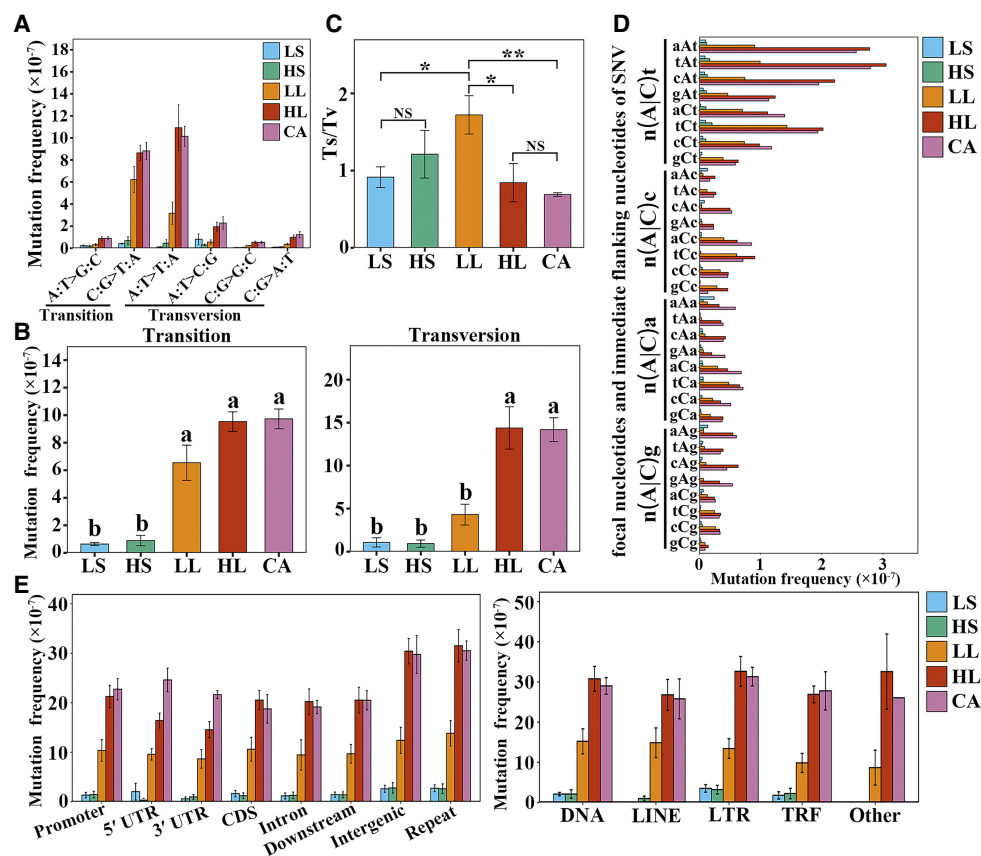 A
Mutation frequency (×10⁻⁷)
18
16
14
12
10
8
6
4
2
0
LS
HS
LL
HL
CA
A:T>G:C
C:G>T:A
A:T>T:A
A:T>C:G
C:G>G:C
C:G>A:T
Transition
Transversion
C
Ts/Tv
2
1
0
*
**
*
NS
NS
LS HS LL HL CA
B
Transition
Mutation frequency (×10⁻⁷)
14
12
10
8
6
4
2
0
b b a a a
LS HS LL HL CA
Transversion
20
15
10
5
0
b b b a a
LS HS LL HL CA
D
focal nucleotides and immediate flanking nucleotides of SNV
n(A|C)t
aAt
tAt
cAt
gAt
aCt
tCt
cCt
gCt
n(A|C)c
aAc
tAc
cAc
gAc
aCc
tCc
cCc
gCc
n(A|C)a
aAa
tAa
cAa
gAa
aCa
tCa
cCa
gCa
n(A|C)g
aAg
tAg
cAg
gAg
aCg
tCg
cCg
gCg
0 1 2 3
Mutation frequency (×10⁻⁷)
LS
HS
LL
HL
CA
E
Mutation frequency (×10⁻⁷)
40
30
20
10
0
Promoter
5′ UTR
3′ UTR
CDS
Intron
Downstream
Intergenic
Repeat
Mutation frequency (×10⁻⁷)
50
40
30
20
10
0
DNA LINE LTR TRF Other
LS
HS
LL
HL
CA